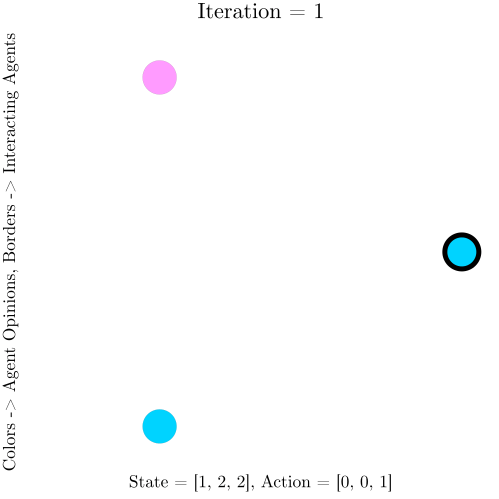 Iteration = 1
Colors -> Agent Opinions, Borders -> Interacting Agents
State = [1, 2, 2], Action = [0, 0, 1]